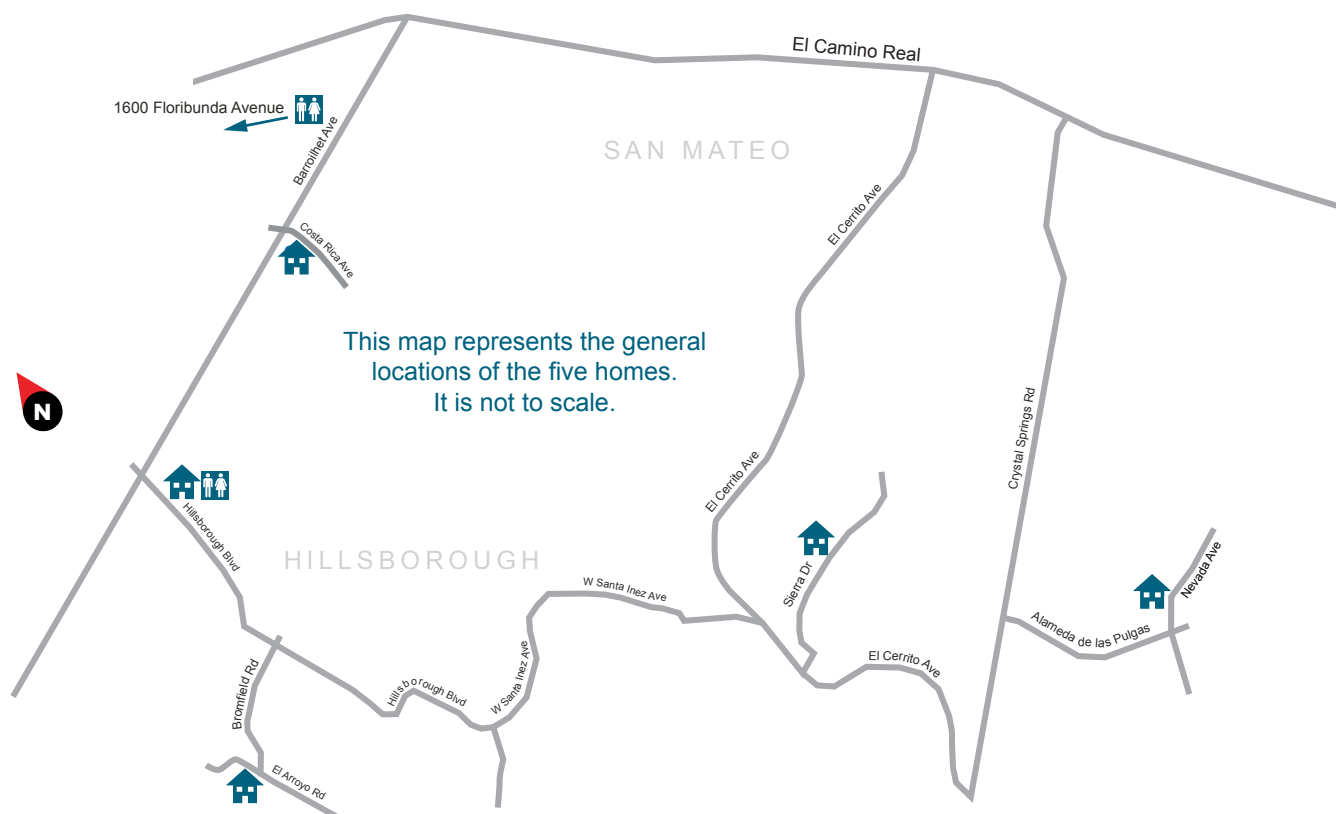 El Camino Real
1600 Floribunda Avenue
Barroilhet Ave
SAN MATEO
El Cerrito Ave
Costa Rica Ave
This map represents the general
locations of the five homes.
It is not to scale.
N
Crystal Springs Rd
El Cerrito Ave
Hillsborough Blvd
HILLSBOROUGH
Sierra Dr
Nevada Ave
W Santa Inez Ave
Alameda de las Pulgas
El Cerrito Ave
W Santa Inez Ave
Hillsborough Blvd
Bromfield Rd
El Arroyo Rd